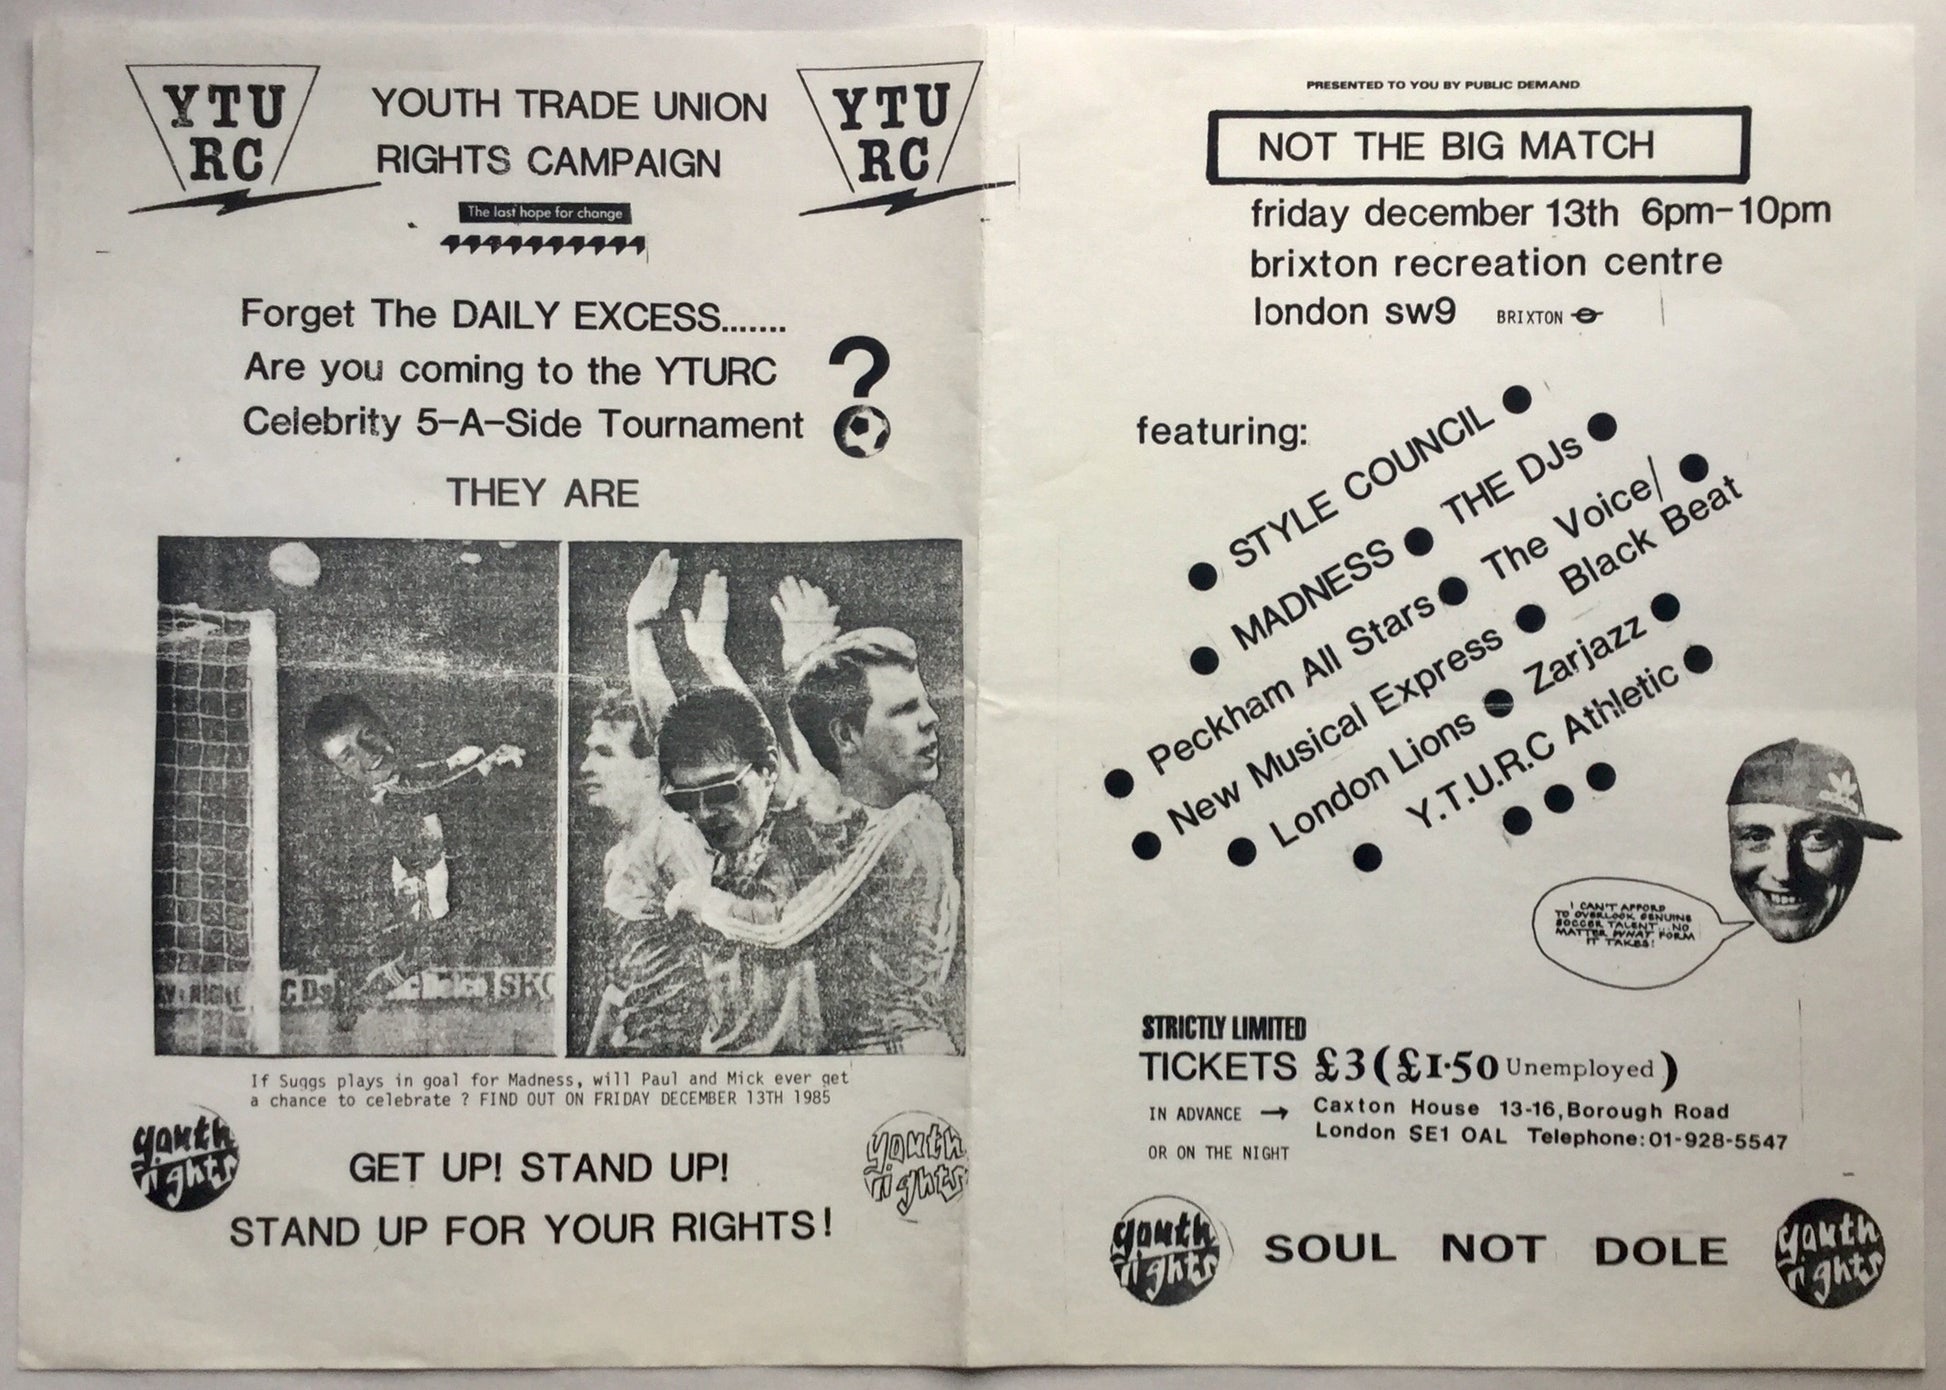 YTU
RC
YOUTH TRADE UNION
RIGHTS CAMPAIGN
YTU
RC
The last hope for change
Forget The DAILY EXCESS.......
Are you coming to the YTURC
Celebrity 5-A-Side Tournament
?
THEY ARE
If Suggs plays in goal for Madness, will Paul and Mick ever get
a chance to celebrate ? FIND OUT ON FRIDAY DECEMBER 13TH 1985
youth
rights
GET UP! STAND UP!
STAND UP FOR YOUR RIGHTS!
youth
rights
PRESENTED TO YOU BY PUBLIC DEMAND
NOT THE BIG MATCH
friday december 13th 6pm-10pm
brixton recreation centre
london sw9 BRIXTON
featuring:
● STYLE COUNCIL ●
● MADNESS ● THE DJs ●
● Peckham All Stars ● The Voice/ ●
Black Beat
● New Musical Express ●
● London Lions ● Zarjazz ●
● Y.T.U.R.C Athletic ●
● ● ●
I CAN'T AFFORD
TO OVERLOOK GENUINE
SOCCER TALENT...NO
MATTER WHAT FORM
IT TAKES!
STRICTLY LIMITED
TICKETS £3 (£1·50 Unemployed)
IN ADVANCE → Caxton House 13-16, Borough Road
London SE1 OAL Telephone: 01-928-5547
OR ON THE NIGHT
youth
rights
SOUL NOT DOLE
youth
rights